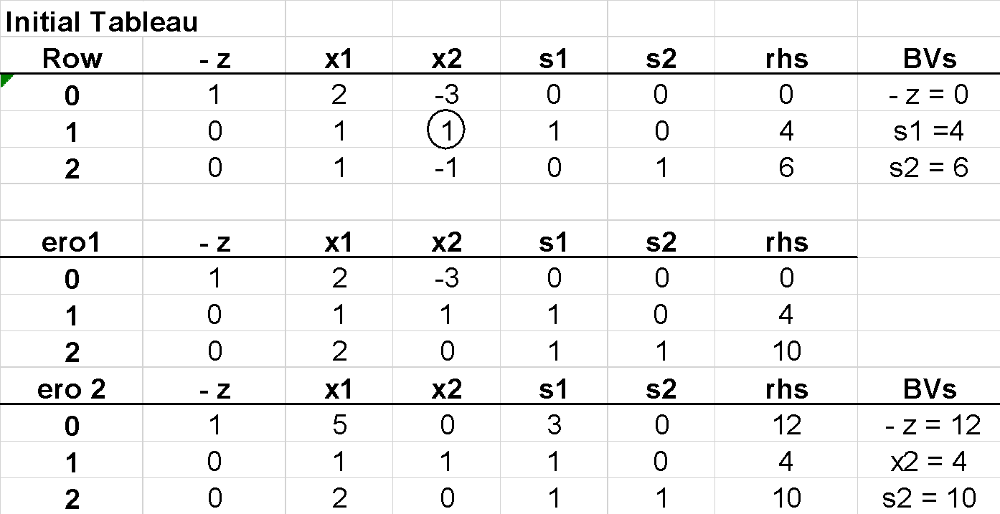 Initial Tableau
Row - z x1 x2 s1 s2 rhs BVs
0 1 2 -3 0 0 0 - z = 0
1 0 1 1 1 0 4 s1 =4
2 0 1 -1 0 1 6 s2 = 6
ero1 - z x1 x2 s1 s2 rhs
0 1 2 -3 0 0 0
1 0 1 1 1 0 4
2 0 2 0 1 1 10
ero 2 - z x1 x2 s1 s2 rhs BVs
0 1 5 0 3 0 12 - z = 12
1 0 1 1 1 0 4 x2 = 4
2 0 2 0 1 1 10 s2 = 10